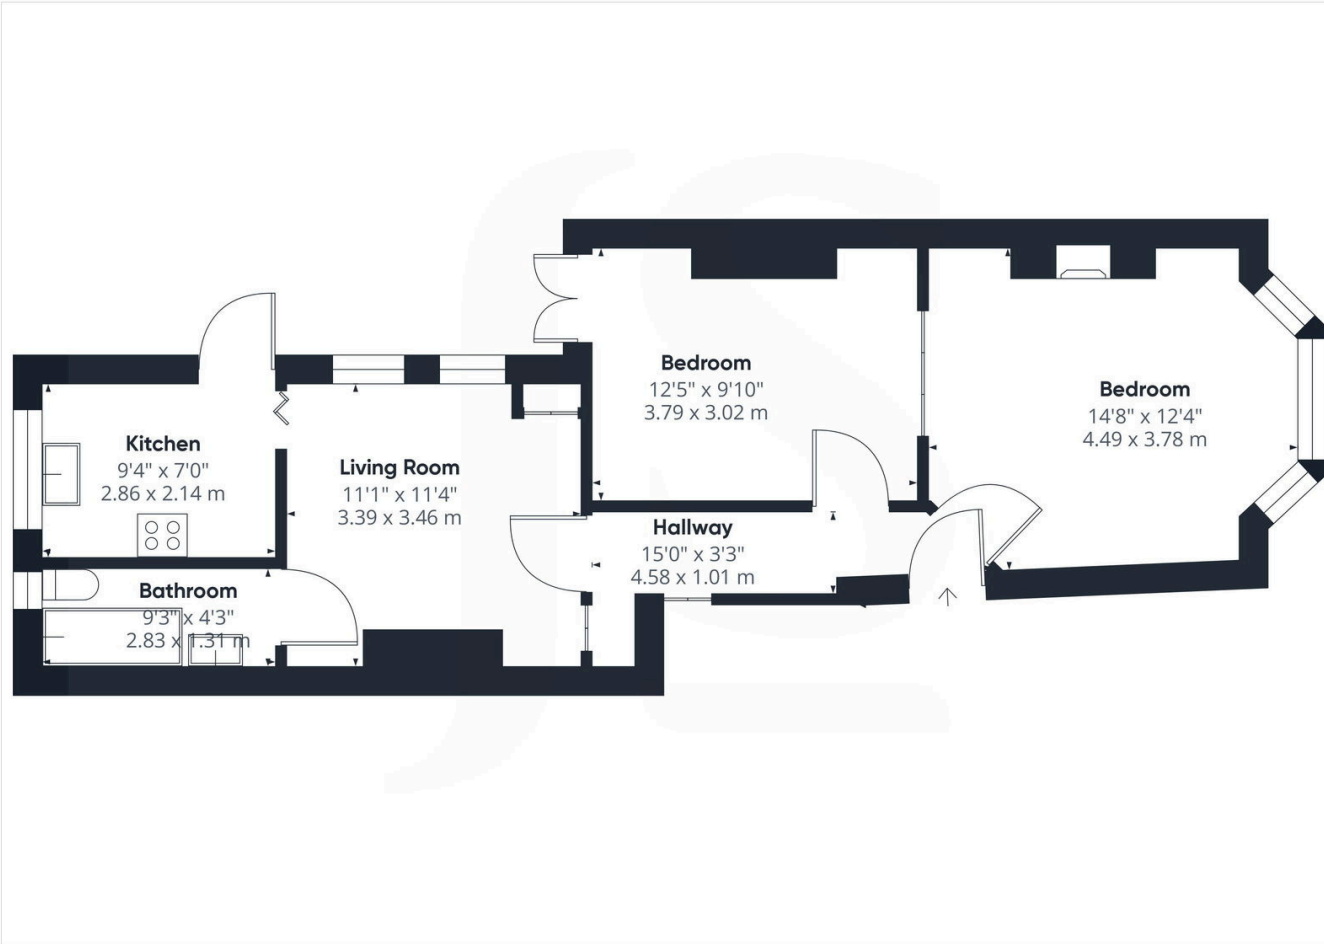 Bedroom
12'5" x 9'10"
3.79 x 3.02 m
Bedroom
14'8" x 12'4"
4.49 x 3.78 m
Kitchen
9'4" x 7'0"
2.86 x 2.14 m
Living Room
11'1" x 11'4"
3.39 x 3.46 m
Hallway
15'0" x 3'3"
4.58 x 1.01 m
Bathroom
9'3" x 4'3"
2.83 x 1.31 m